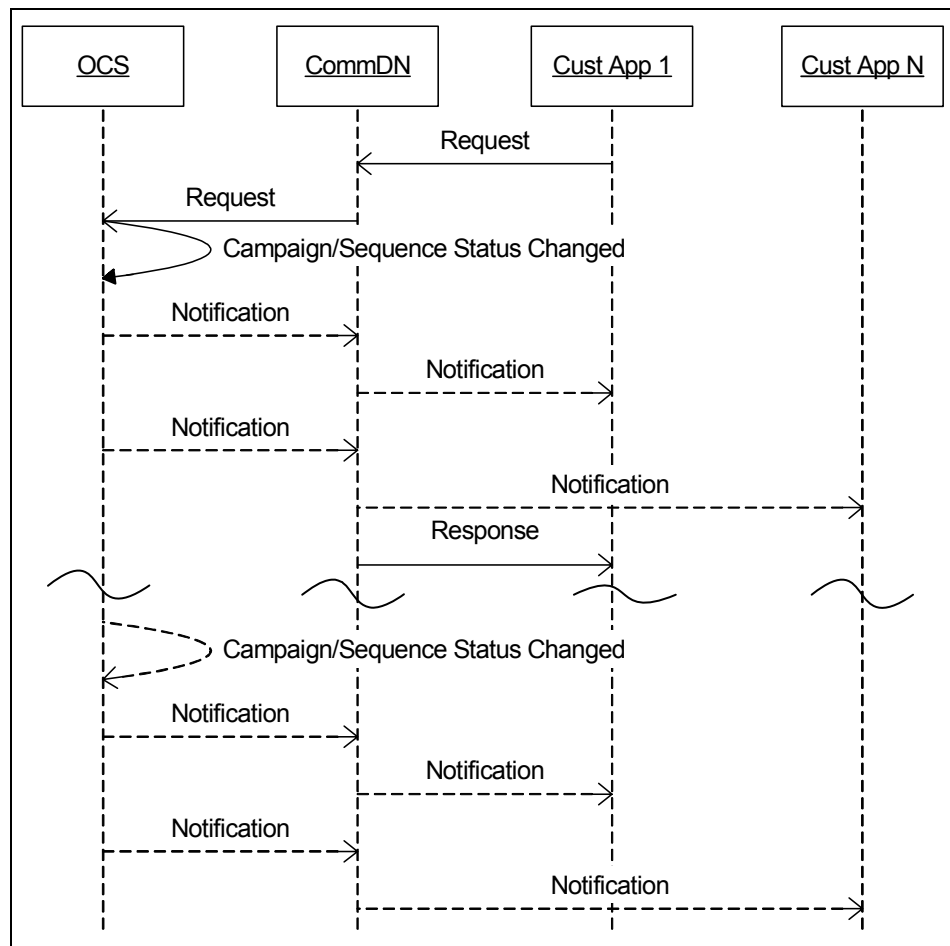 OCS
CommDN
Cust App 1
Cust App N
Request
Request
Campaign/Sequence Status Changed
Notification
Notification
Notification
Notification
Response
Campaign/Sequence Status Changed
Notification
Notification
Notification
Notification